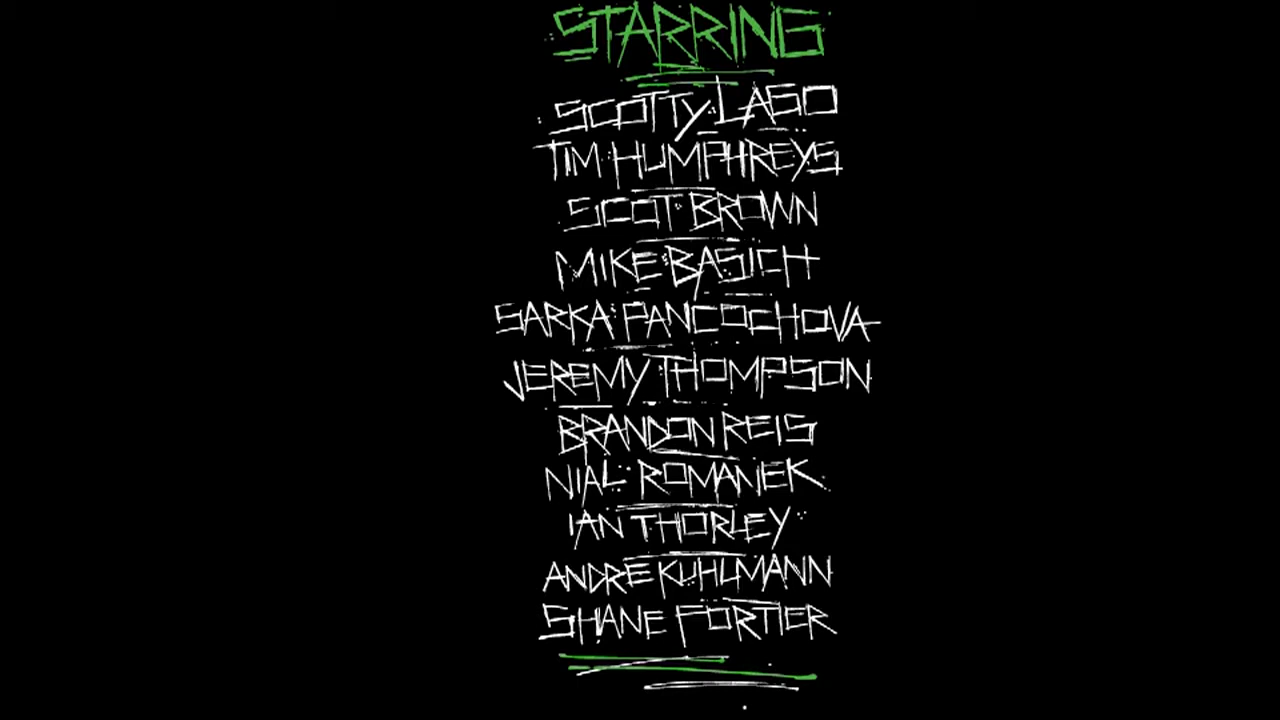 STARRING
SCOTTY LAGO
TIM HUMPHREYS
SCOT BROWN
MIKE BASICH
SARKA PANCOCHOVA
JEREMY THOMPSON
BRANDON REIS
NIAL ROMANEK
IAN THORLEY
ANDRE KUHLMANN
SHANE FORTIER